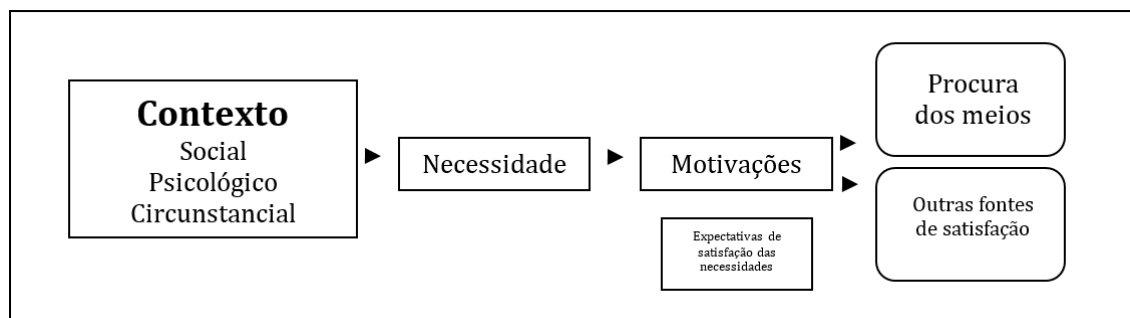 Contexto
Social
Psicológico
Circunstancial
Necessidade
Motivações
Expectativas de
satisfação das
necessidades
Procura
dos meios
Outras fontes
de satisfação